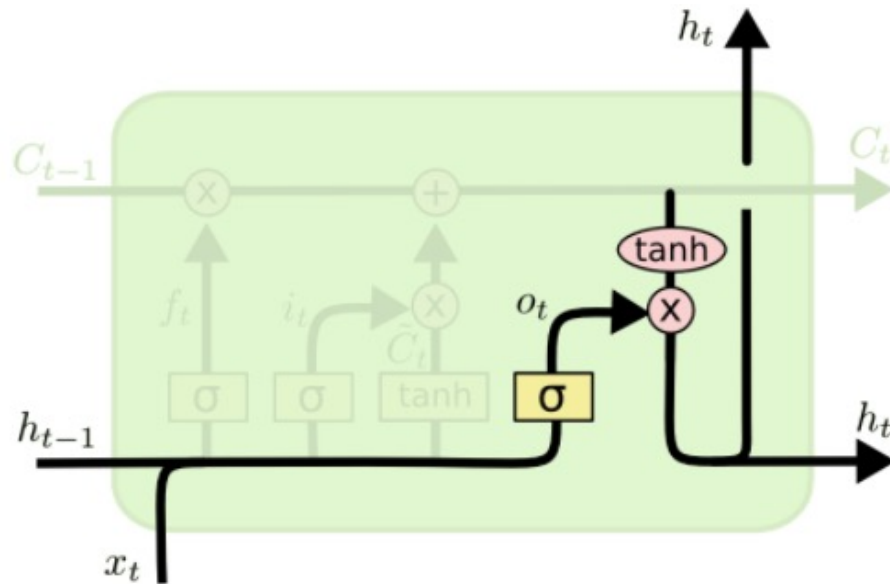 h_t
C_{t-1}
C_t
x
+
tanh
f_t
i_t
x
o_t
x
C̃_t
σ
σ
tanh
σ
h_{t-1}
h_t
x_t